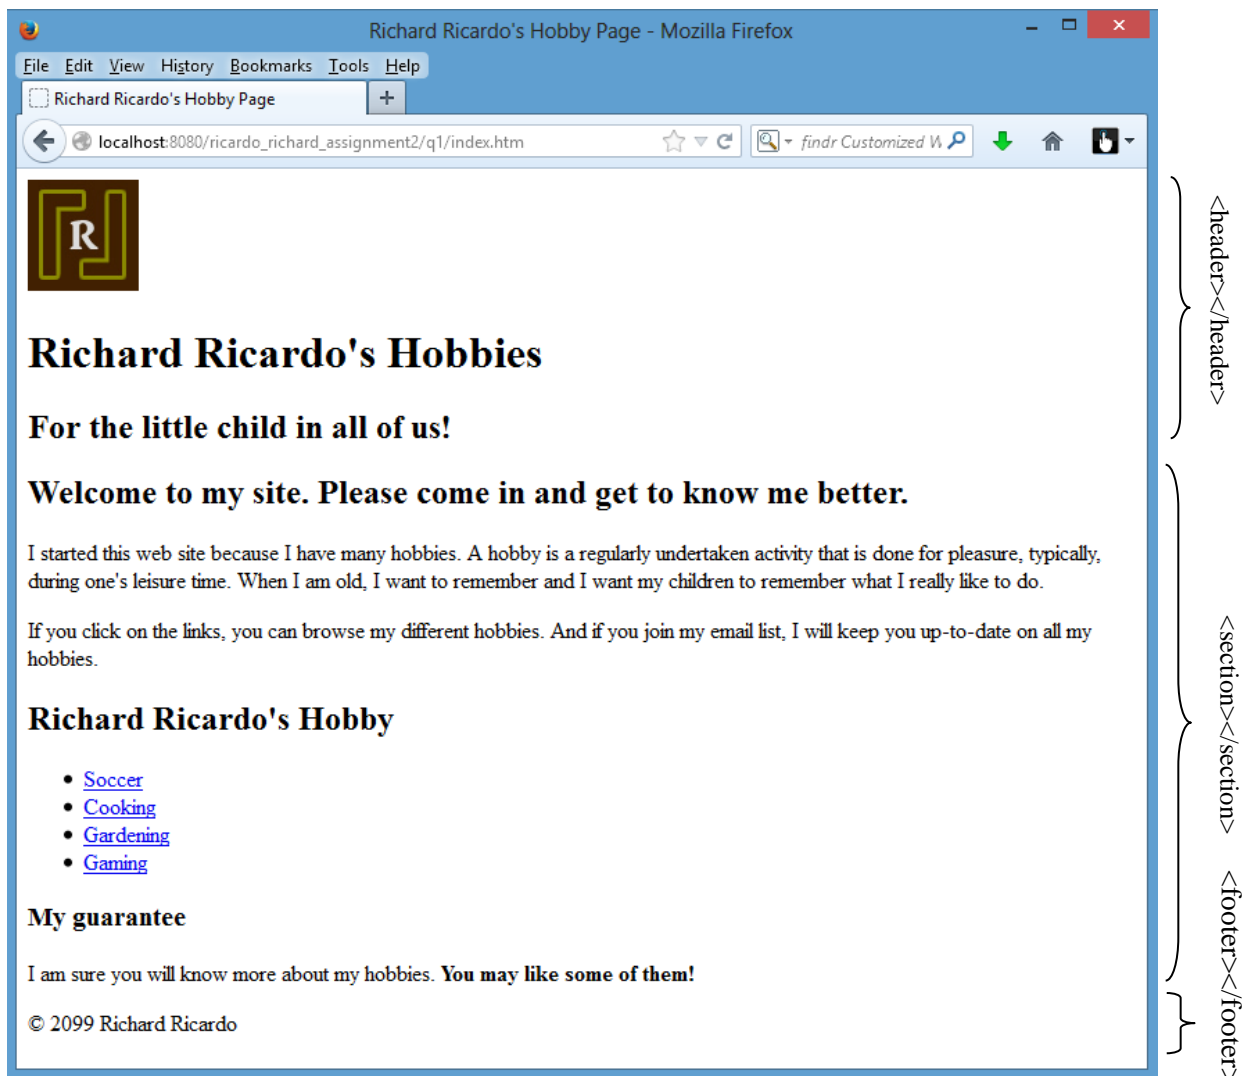 Richard Ricardo's Hobby Page - Mozilla Firefox
File Edit View History Bookmarks Tools Help
Richard Ricardo's Hobby Page
localhost:8080/ricardo_richard_assignment2/q1/index.htm
findr Customized W
R
Richard Ricardo's Hobbies
For the little child in all of us!
<header></header>
Welcome to my site. Please come in and get to know me better.
I started this web site because I have many hobbies. A hobby is a regularly undertaken activity that is done for pleasure, typically,
during one's leisure time. When I am old, I want to remember and I want my children to remember what I really like to do.
If you click on the links, you can browse my different hobbies. And if you join my email list, I will keep you up-to-date on all my
hobbies.
Richard Ricardo's Hobby
• Soccer
• Cooking
• Gardening
• Gaming
My guarantee
I am sure you will know more about my hobbies. You may like some of them!
<section></section>
© 2099 Richard Ricardo
<footer></footer>